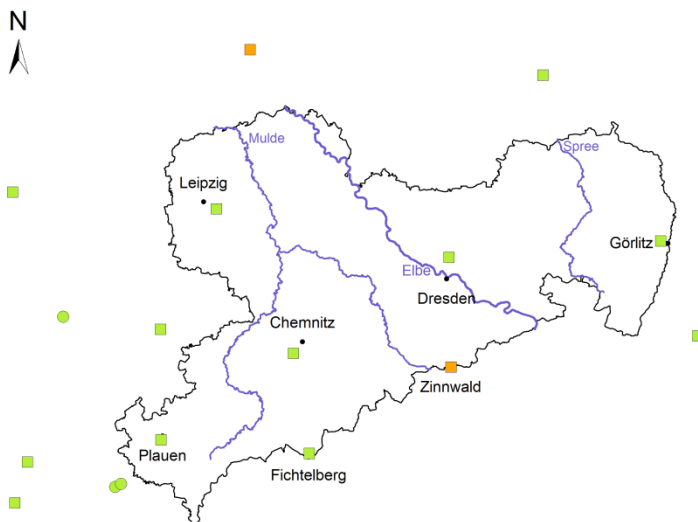 N
Mulde
Spree
Leipzig
Görlitz
Elbe
Dresden
Chemnitz
Zinnwald
Plauen
Fichtelberg